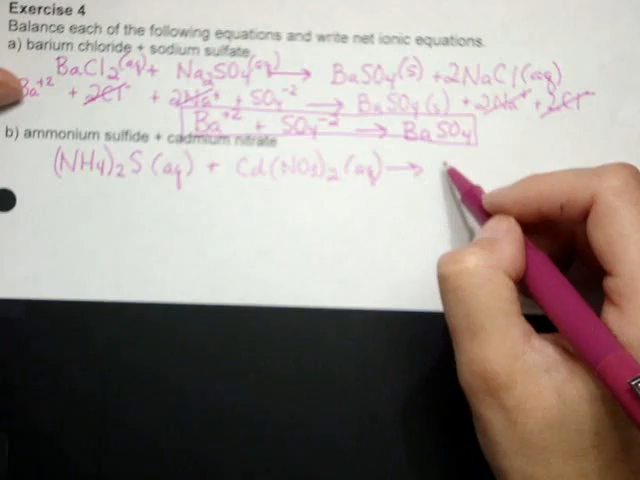 Exercise 4
Balance each of the following equations and write net ionic equations.
a) barium chloride + sodium sulfate
BaCl₂(aq) + Na₂SO₄(aq) → BaSO₄(s) + 2NaCl(aq)
Ba⁺² + 2Cl⁻ + 2Na⁺ + SO₄⁻² → BaSO₄(s) + 2Na⁺ + 2Cl⁻
Ba⁺² + SO₄⁻² → BaSO₄
b) ammonium sulfide + cadmium nitrate
(NH₄)₂S (aq) + Cd(NO₃)₂ (aq) →